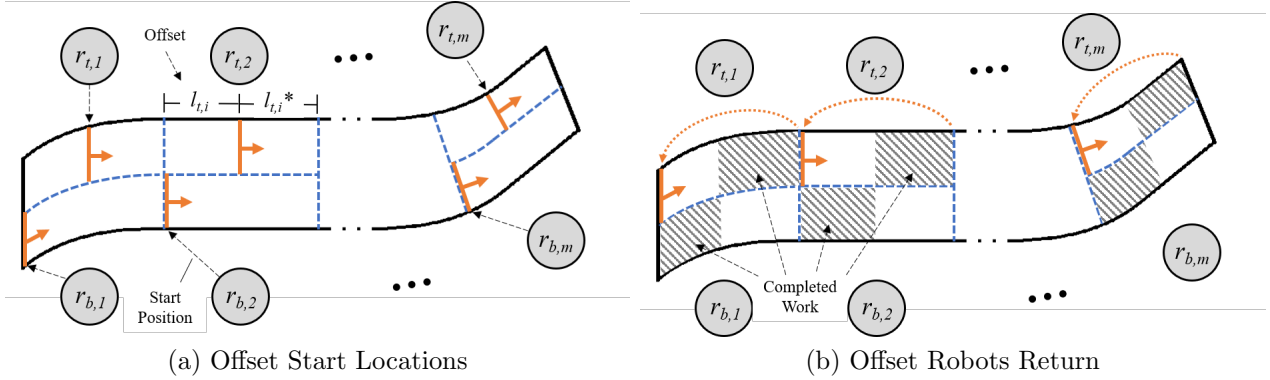 Offset
r_{t,1}
r_{t,2}
r_{t,m}
l_{t,i}
l_{t,i}*
r_{b,1}
Start
Position
r_{b,2}
r_{b,m}
(a) Offset Start Locations
r_{t,1}
r_{t,2}
r_{t,m}
r_{b,1}
Completed
Work
r_{b,2}
r_{b,m}
(b) Offset Robots Return